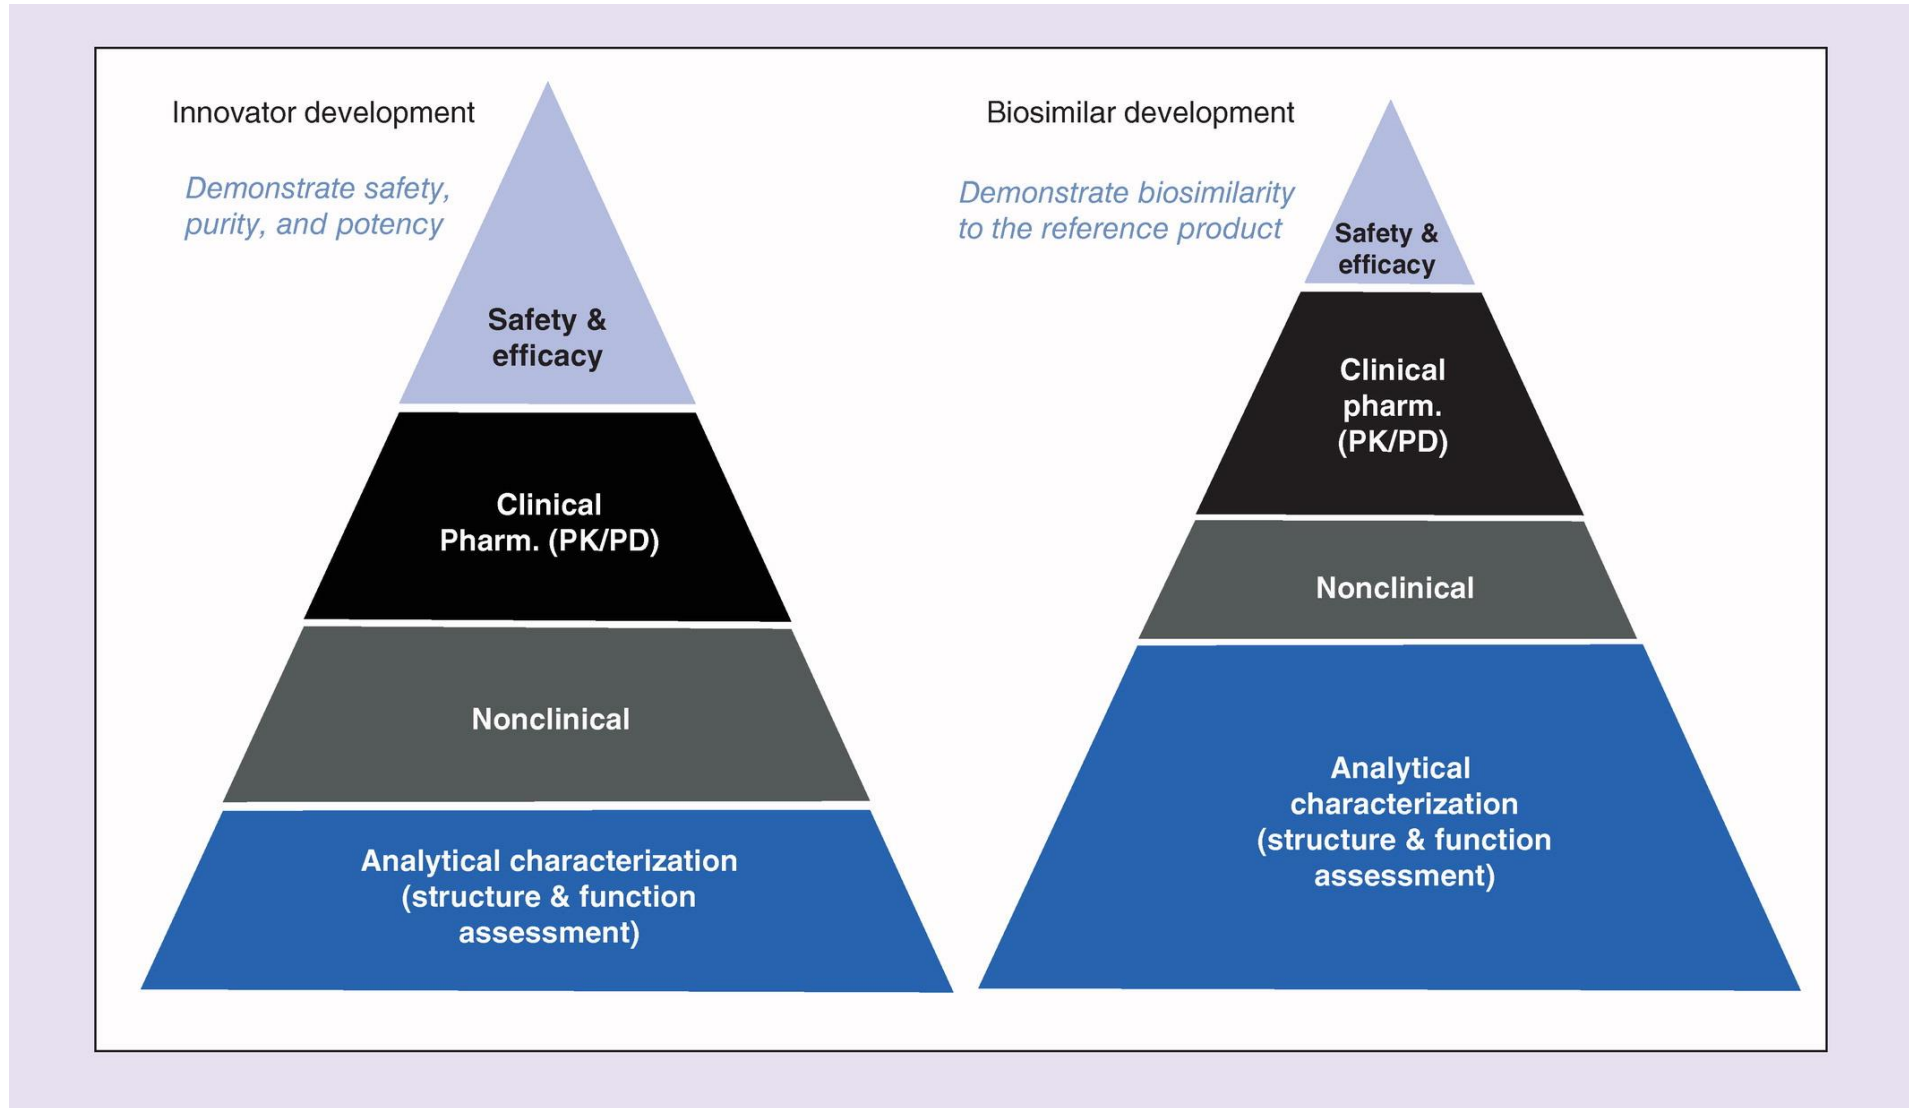 Innovator development
Demonstrate safety,
purity, and potency
Safety &
efficacy
Clinical
Pharm. (PK/PD)
Nonclinical
Analytical characterization
(structure & function
assessment)
Biosimilar development
Demonstrate biosimilarity
to the reference product
Safety &
efficacy
Clinical
pharm.
(PK/PD)
Nonclinical
Analytical
characterization
(structure & function
assessment)